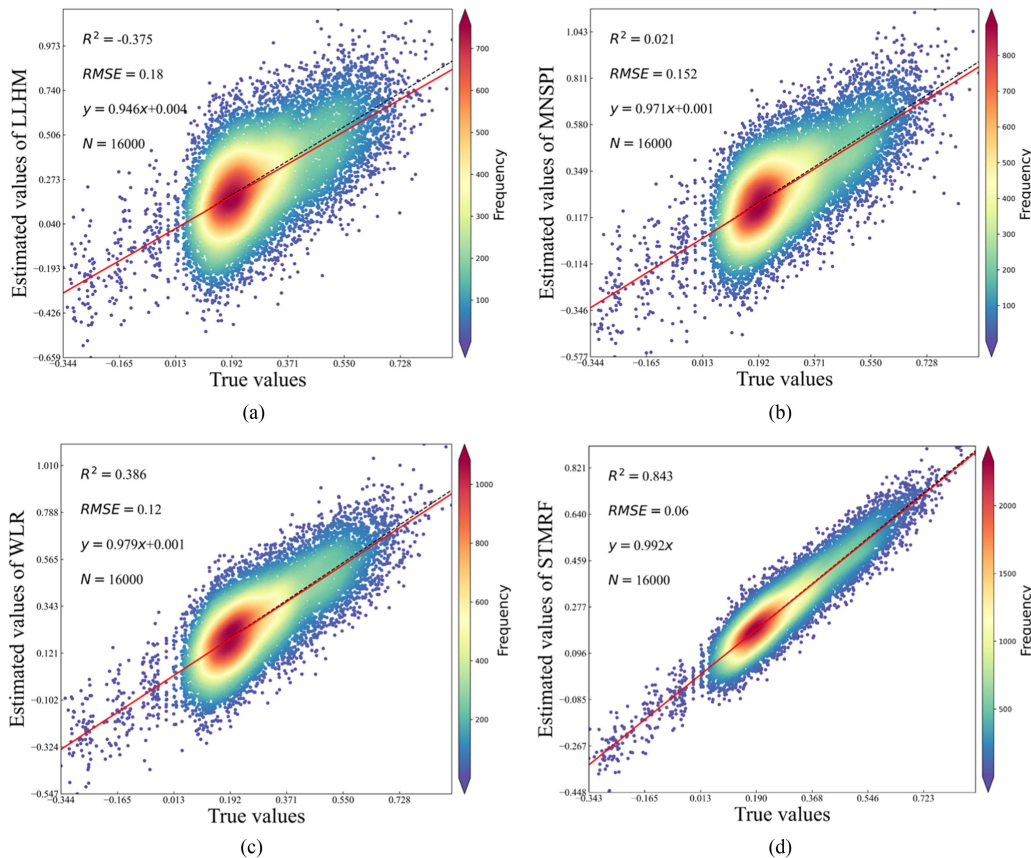 R² = -0.375
RMSE = 0.18
y = 0.946x+0.004
N = 16000
0.973
0.740
0.506
0.273
0.040
−0.193
−0.426
−0.659
Estimated values of LLHM
−0.344 −0.165 0.013 0.192 0.371 0.550 0.728
True values
700
600
500
400
300
200
100
Frequency
(a)
R² = 0.021
RMSE = 0.152
y = 0.971x+0.001
N = 16000
1.043
0.811
0.580
0.349
0.117
−0.114
−0.346
−0.577
Estimated values of MNSPI
−0.344 −0.165 0.013 0.192 0.371 0.550 0.728
True values
800
700
600
500
400
300
200
100
Frequency
(b)
R² = 0.386
RMSE = 0.12
y = 0.979x+0.001
N = 16000
1.010
0.788
0.565
0.343
0.121
−0.102
−0.324
−0.547
Estimated values of WLR
−0.344 −0.165 0.013 0.192 0.371 0.550 0.728
True values
1000
800
600
400
200
Frequency
(c)
R² = 0.843
RMSE = 0.06
y = 0.992x
N = 16000
0.821
0.640
0.459
0.277
0.096
−0.085
−0.267
−0.448
Estimated values of STMRF
−0.343 −0.165 0.013 0.190 0.368 0.546 0.723
True values
2000
1500
1000
500
Frequency
(d)